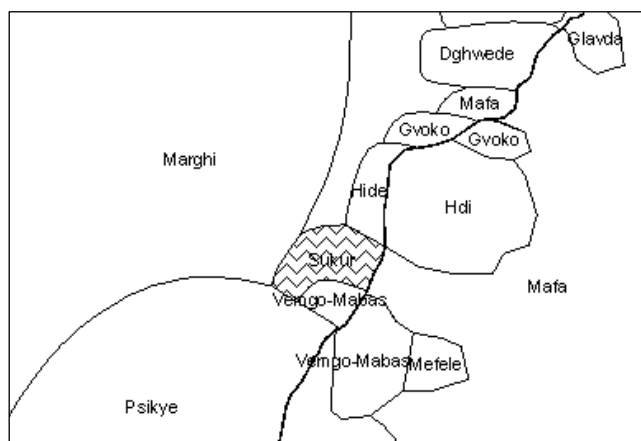 Glavda
Dghwede
Mafa
Gvoko
Gvoko
Marghi
Hide
Hdi
Sukur
Mafa
Vemgo-Mabas
Vemgo-Mabas
Mefele
Psikye